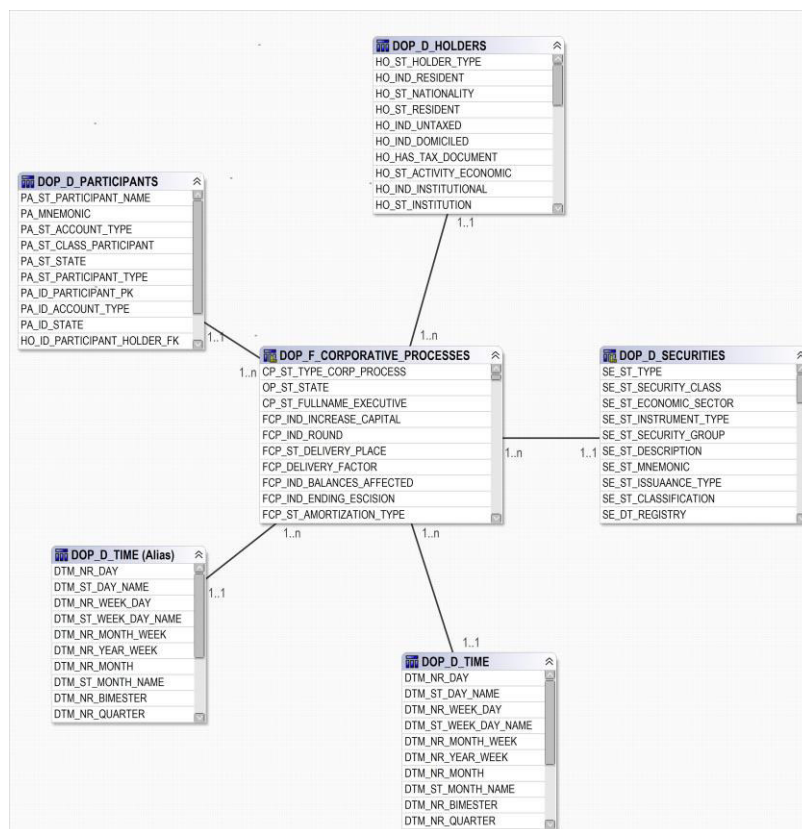 DOP_D_HOLDERS
HO_ST_HOLDER_TYPE
HO_IND_RESIDENT
HO_ST_NATIONALITY
HO_ST_RESIDENT
HO_IND_UNTAXED
HO_IND_DOMICILED
HO_HAS_TAX_DOCUMENT
HO_ST_ACTIVITY_ECONOMIC
HO_IND_INSTITUTIONAL
HO_ST_INSTITUTION
1..1
1..n
DOP_D_PARTICIPANTS
PA_ST_PARTICIPANT_NAME
PA_MNEMONIC
PA_ST_ACCOUNT_TYPE
PA_ST_CLASS_PARTICIPANT
PA_ST_STATE
PA_ST_PARTICIPANT_TYPE
PA_ID_PARTICIPANT_PK
PA_ID_ACCOUNT_TYPE
PA_ID_STATE
HO_ID_PARTICIPANT_HOLDER_FK
1..1
1..n
DOP_F_CORPORATIVE_PROCESSES
CP_ST_TYPE_CORP_PROCESS
OP_ST_STATE
CP_ST_FULLNAME_EXECUTIVE
FCP_IND_INCREASE_CAPITAL
FCP_IND_ROUND
FCP_ST_DELIVERY_PLACE
FCP_DELIVERY_FACTOR
FCP_IND_BALANCES_AFFECTED
FCP_IND_ENDING_ESCISION
FCP_ST_AMORTIZATION_TYPE
1..n
1..1
DOP_D_SECURITIES
SE_ST_TYPE
SE_ST_SECURITY_CLASS
SE_ST_ECONOMIC_SECTOR
SE_ST_INSTRUMENT_TYPE
SE_ST_SECURITY_GROUP
SE_ST_DESCRIPTION
SE_ST_MNEMONIC
SE_ST_ISSUAANCE_TYPE
SE_ST_CLASSIFICATION
SE_DT_REGISTRY
1..n
1..1
DOP_D_TIME (Alias)
DTM_NR_DAY
DTM_ST_DAY_NAME
DTM_NR_WEEK_DAY
DTM_ST_WEEK_DAY_NAME
DTM_NR_MONTH_WEEK
DTM_NR_YEAR_WEEK
DTM_NR_MONTH
DTM_ST_MONTH_NAME
DTM_NR_BIMESTER
DTM_NR_QUARTER
1..n
1..1
DOP_D_TIME
DTM_NR_DAY
DTM_ST_DAY_NAME
DTM_NR_WEEK_DAY
DTM_ST_WEEK_DAY_NAME
DTM_NR_MONTH_WEEK
DTM_NR_YEAR_WEEK
DTM_NR_MONTH
DTM_ST_MONTH_NAME
DTM_NR_BIMESTER
DTM_NR_QUARTER